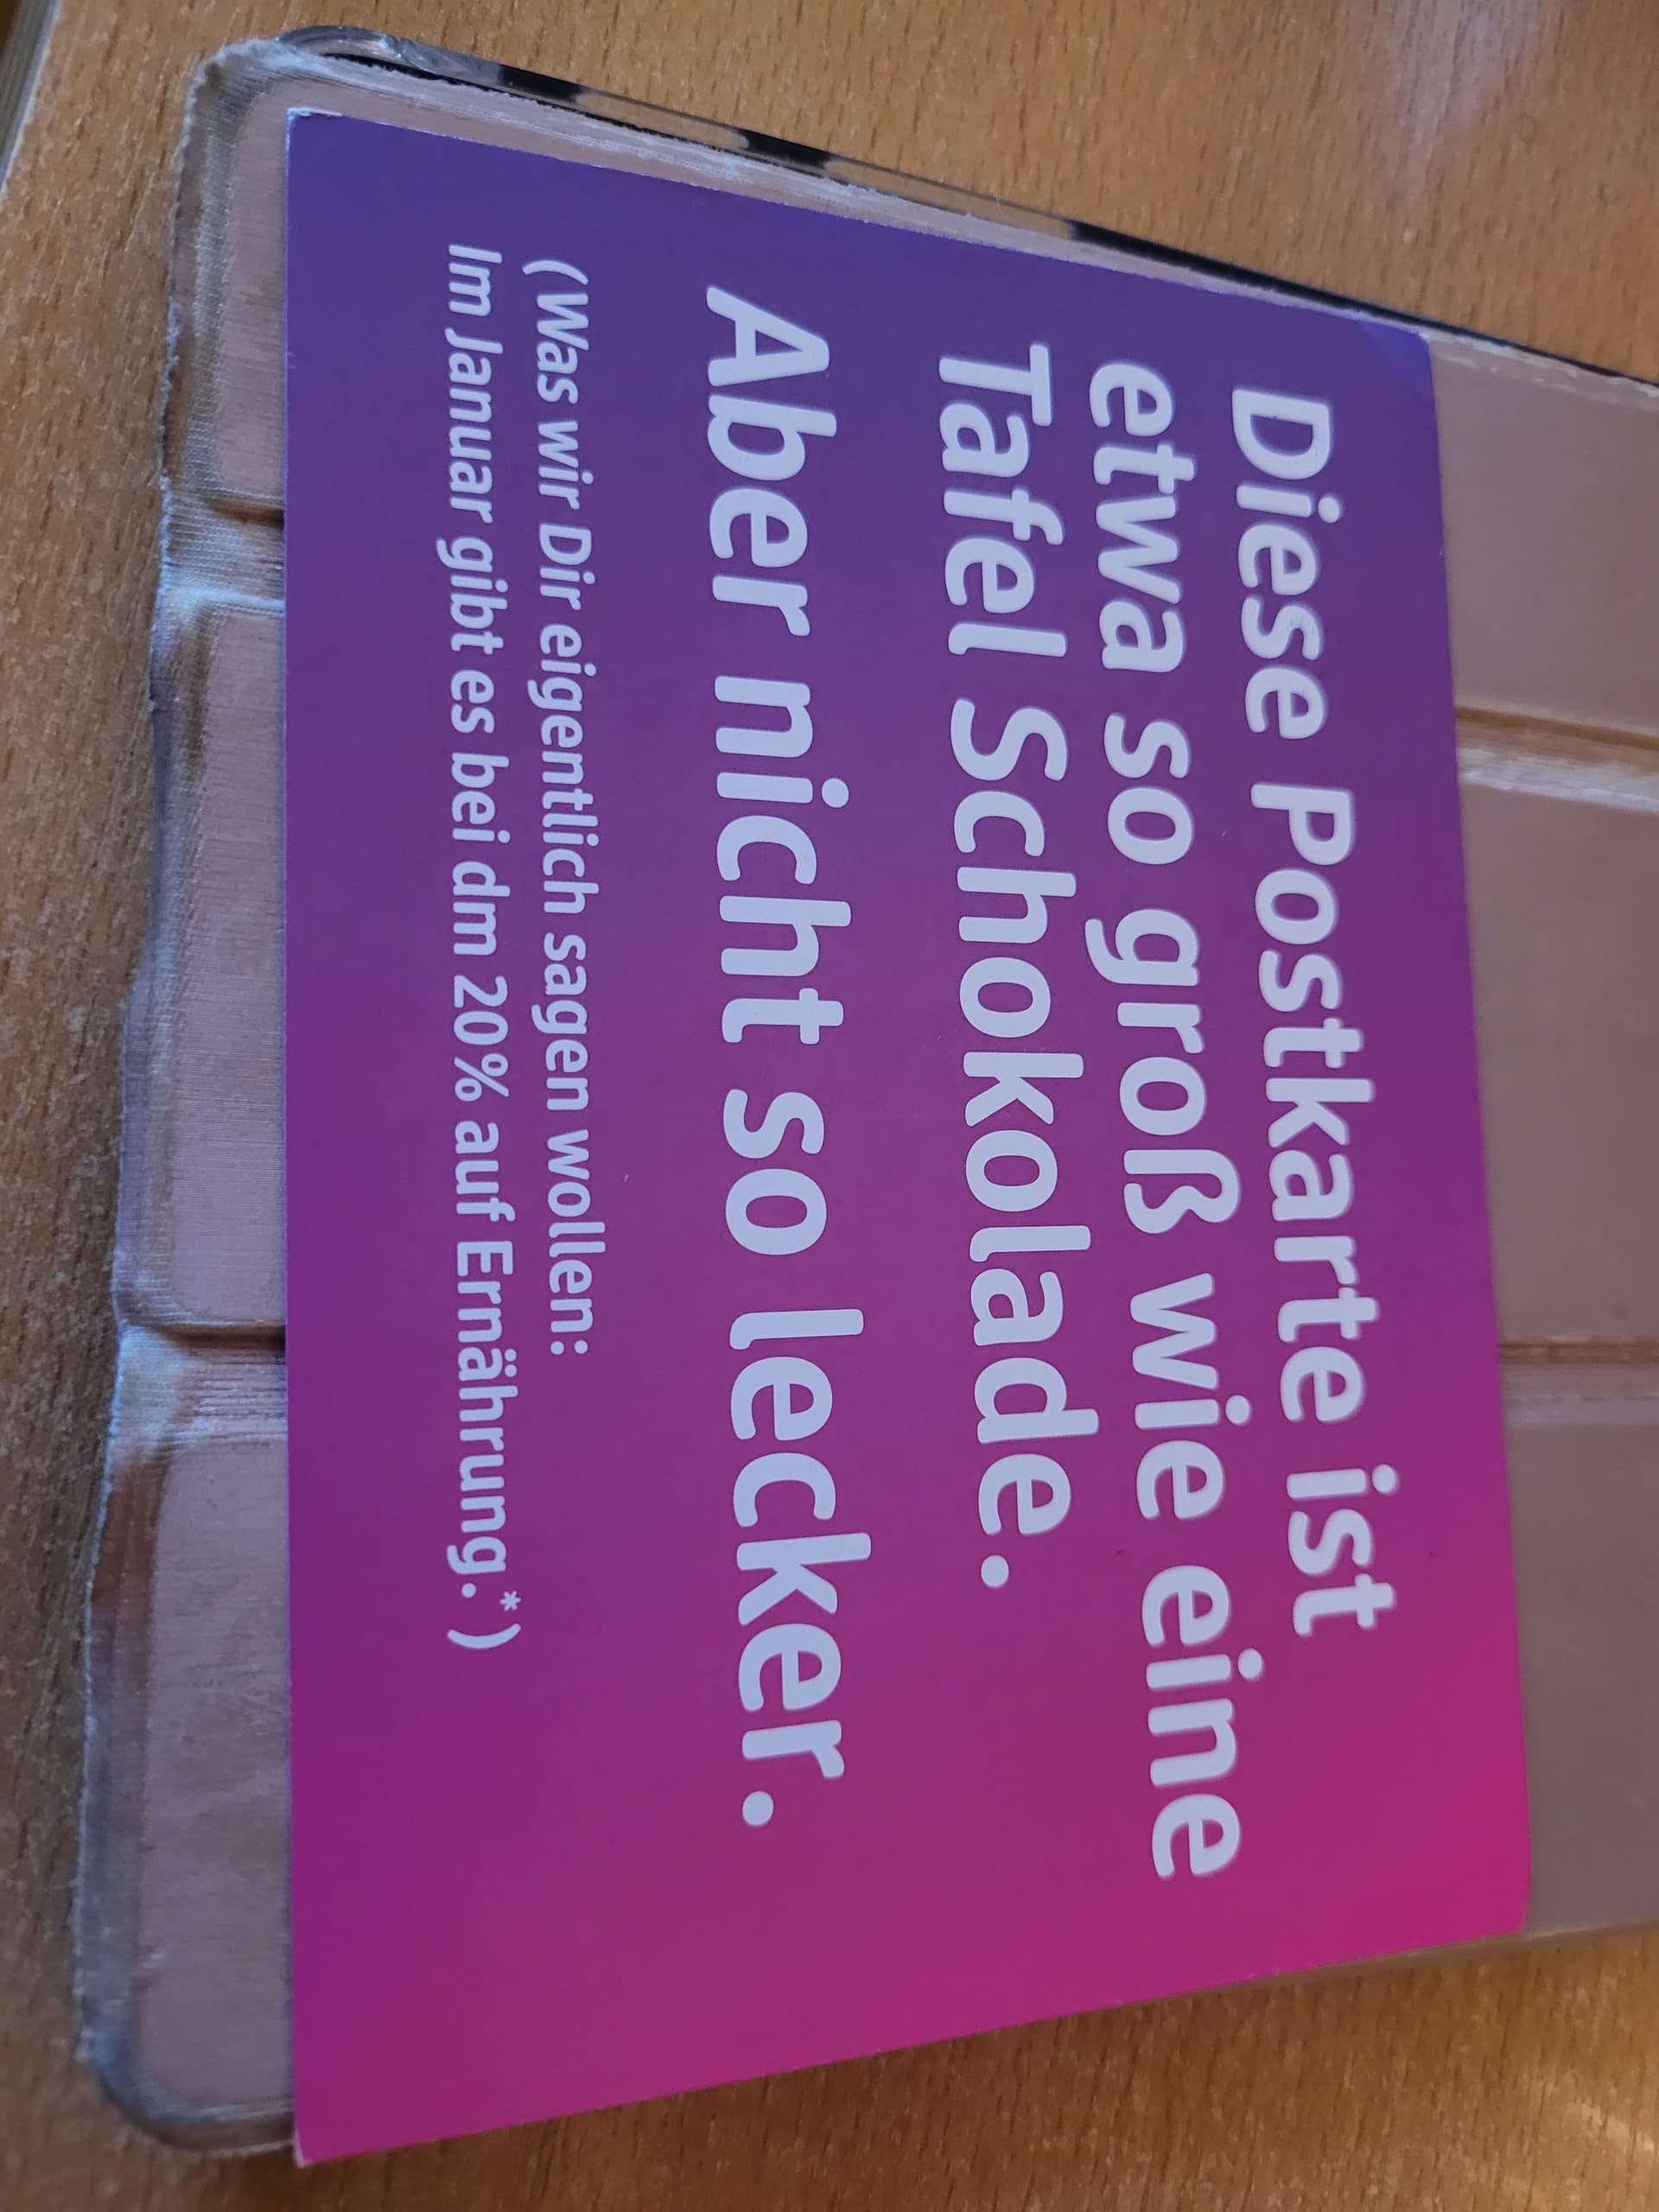 Diese Postkarte ist
etwa so groß wie eine
Tafel Schokolade.
Aber nicht so lecker.
(Was wir Dir eigentlich sagen wollen:
Im Januar gibt es bei dm 20% auf Ernährung.*)